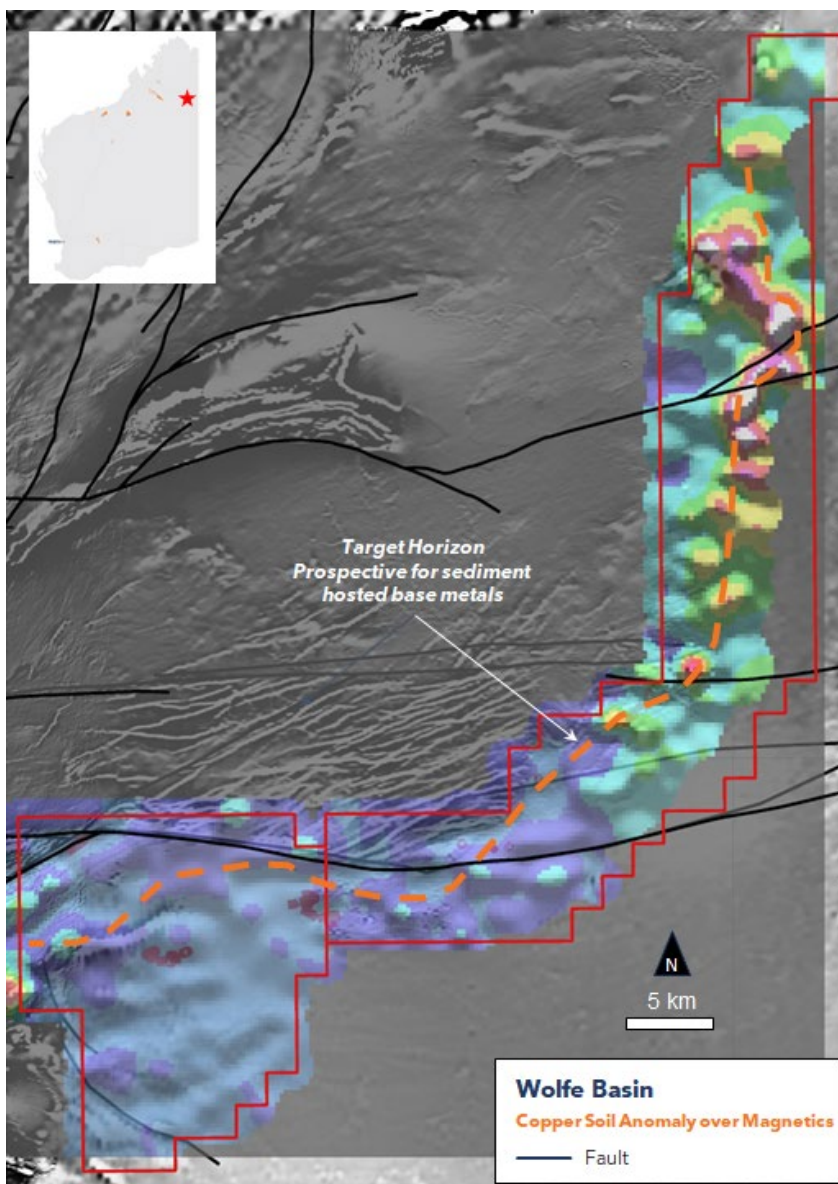 Target Horizon
Prospective for sediment
hosted base metals
N
5 km
Wolfe Basin
Copper Soil Anomaly over Magnetics
Fault